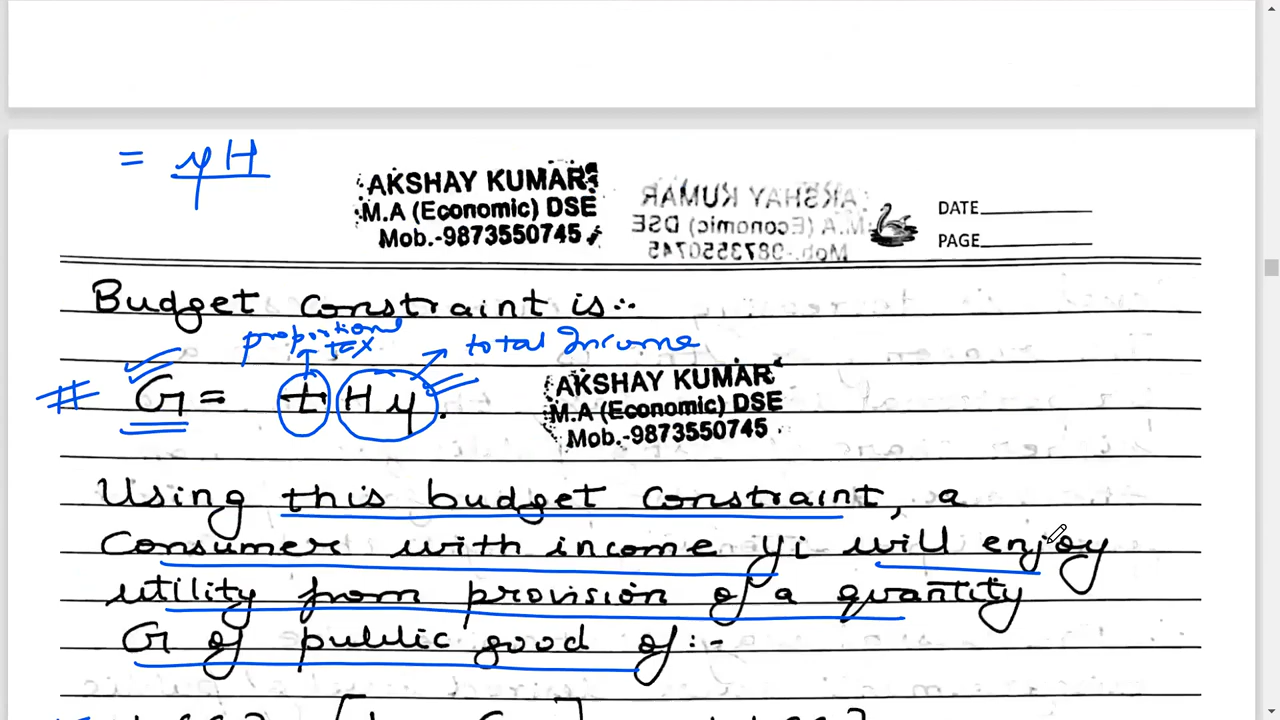 = yH
AKSHAY KUMAR
M.A (Economic) DSE
Mob.-9873550745
AKSHAY KUMAR
M.A (Economic) DSE
Mob.-9873550745
DATE
PAGE
Budget Constraint is :-
proportional tax
total Income
# G = t H y.
AKSHAY KUMAR
M.A (Economic) DSE
Mob.-9873550745
Using this budget constraint, a
Consumer with income yi will enjoy
utility from provision of a quantity
G of public good of :-